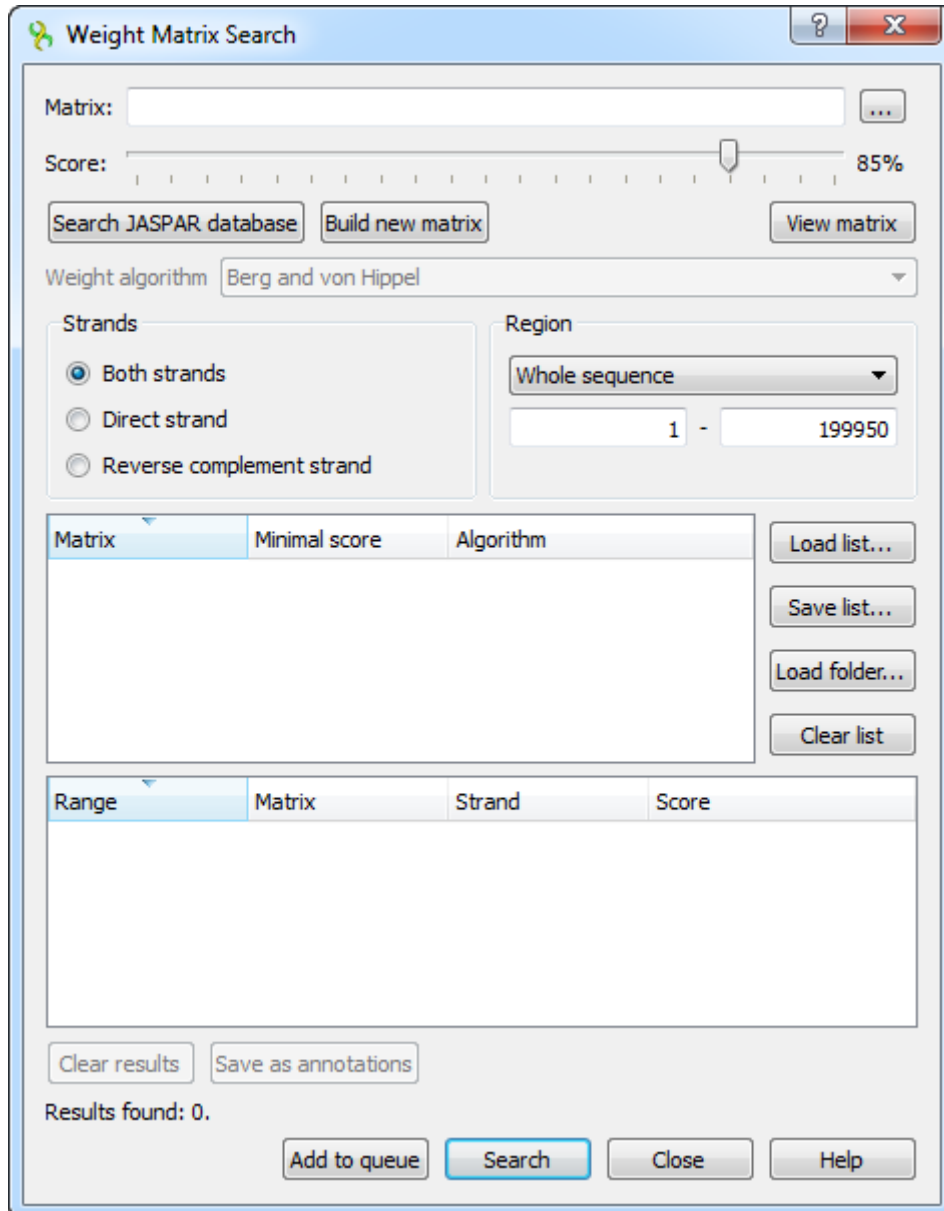 Weight Matrix Search
Matrix: ...
Score: 85%
Search JASPAR database Build new matrix View matrix
Weight algorithm Berg and von Hippel
Strands
Both strands
Direct strand
Reverse complement strand
Region
Whole sequence
1 - 199950
Matrix Minimal score Algorithm
Load list...
Save list...
Load folder...
Clear list
Range Matrix Strand Score
Clear results Save as annotations
Results found: 0.
Add to queue Search Close Help